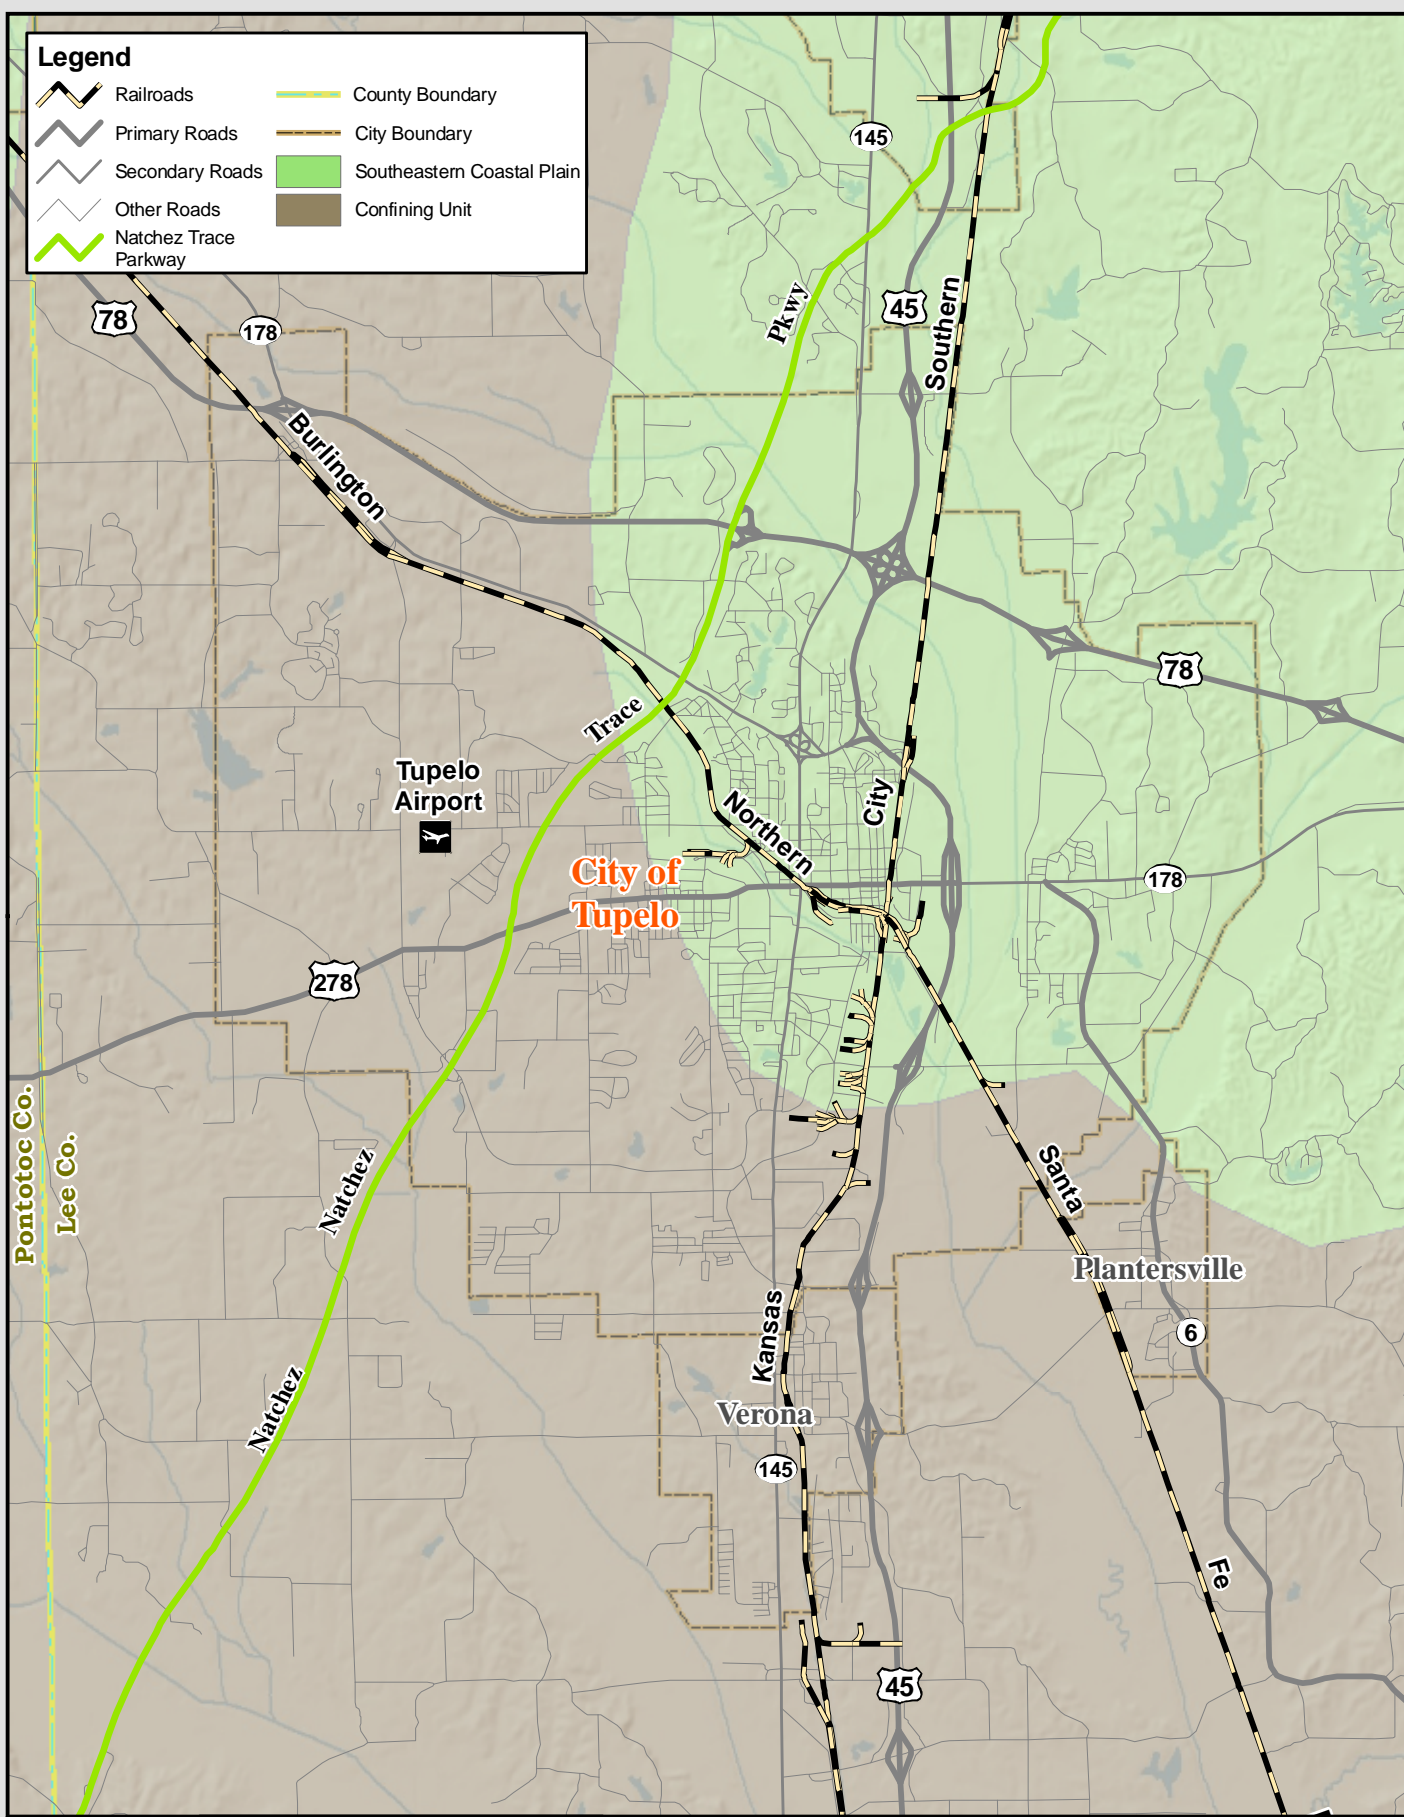 Legend
Railroads
Primary Roads
Secondary Roads
Other Roads
Natchez Trace
Parkway
County Boundary
City Boundary
Southeastern Coastal Plain
Confining Unit
145
78
178
Pkwy
45
Southern
Burlington
78
Trace
Tupelo
Airport
Northern
City
City of
Tupelo
178
278
Pontotoc Co.
Lee Co.
Natchez
Santa
Plantersville
Kansas
6
Natchez
Verona
145
Fe
45